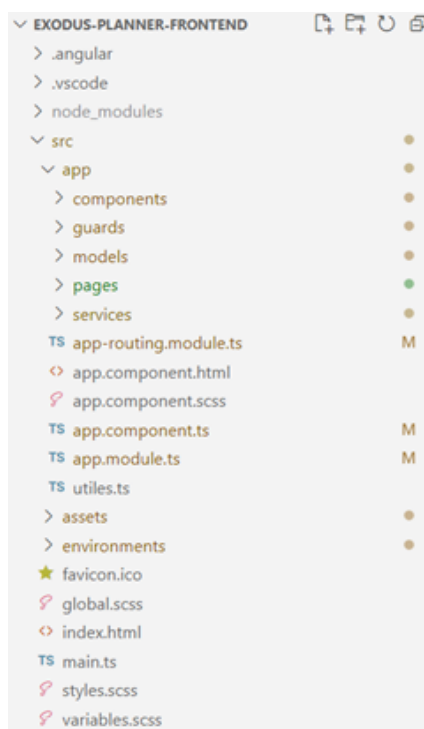 EXODUS-PLANNER-FRONTEND
.angular
.vscode
node_modules
src
app
components
guards
models
pages
services
TS app-routing.module.ts M
<> app.component.html
app.component.scss
TS app.component.ts M
TS app.module.ts M
TS utiles.ts
assets
environments
favicon.ico
global.scss
<> index.html
TS main.ts
styles.scss
variables.scss